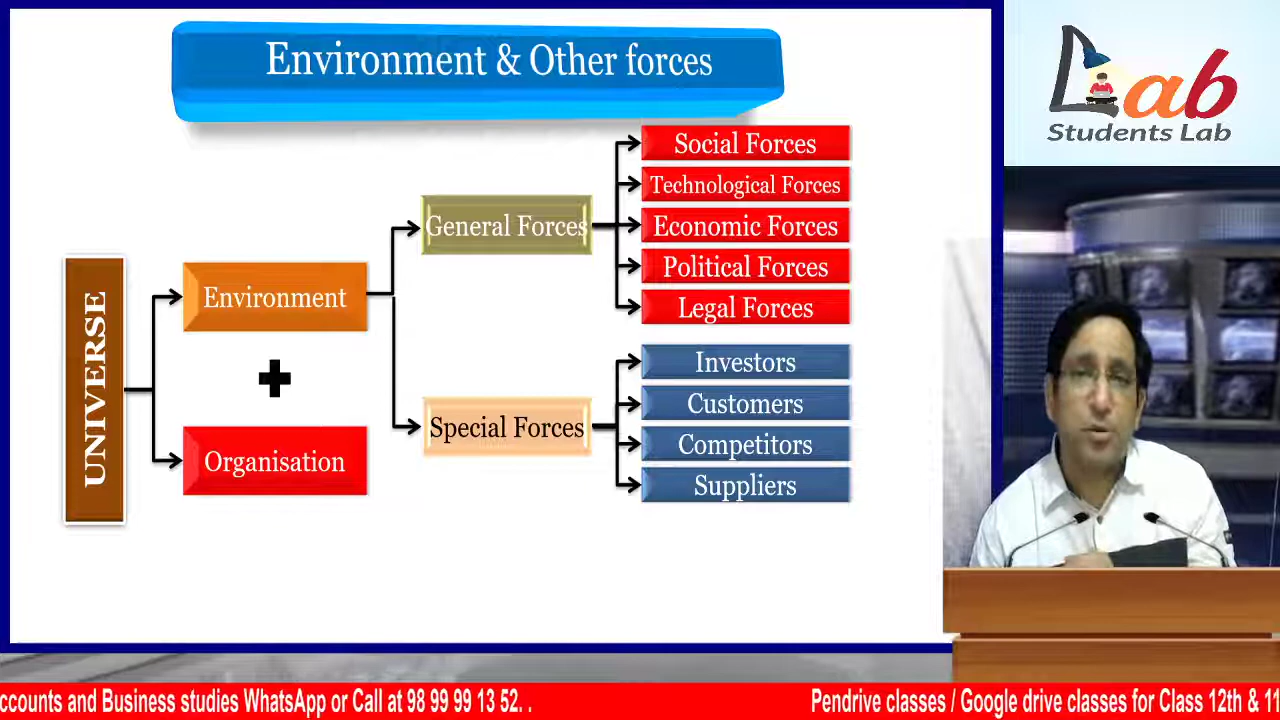 Environment & Other forces
Lab
Students Lab
UNIVERSE
Environment
Organisation
General Forces
Special Forces
Social Forces
Technological Forces
Economic Forces
Political Forces
Legal Forces
Investors
Customers
Competitors
Suppliers
ccounts and Business studies WhatsApp or Call at 98 99 99 13 52. .
Pendrive classes / Google drive classes for Class 12th & 11